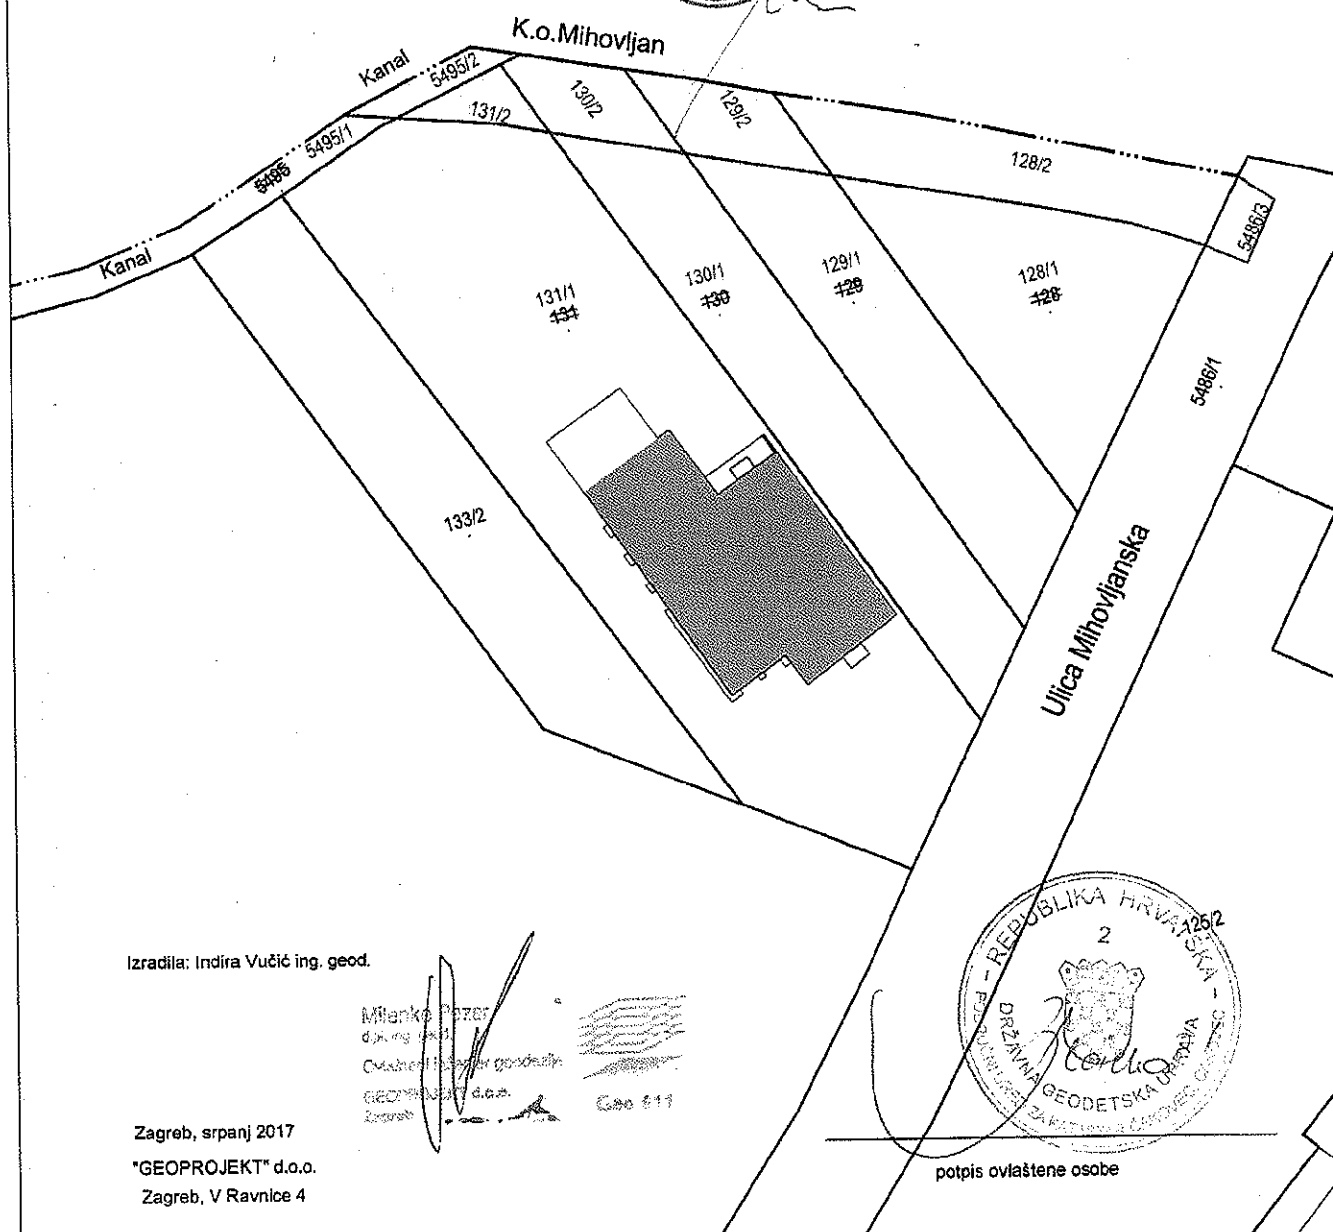 K.o.Mihovljan
Kanal
5495/2
131/2
130/2
129/2
5495/1
5495
128/2
5486/3
Kanal
131/1
131
130/1
130
129/1
129
128/1
128
5486/1
133/2
Ulica Mihovljanska
Izradila: Indira Vučić ing. geod.
Milenko
GEOPROJEKT d.o.o.
Zagreb
Geo 611
Zagreb, srpanj 2017
"GEOPROJEKT" d.o.o.
Zagreb, V Ravnice 4
125/2
- REPUBLIKA HRVATSKA -
2
DRŽAVNA GEODETSKA UPRAVA
potpis ovlaštene osobe